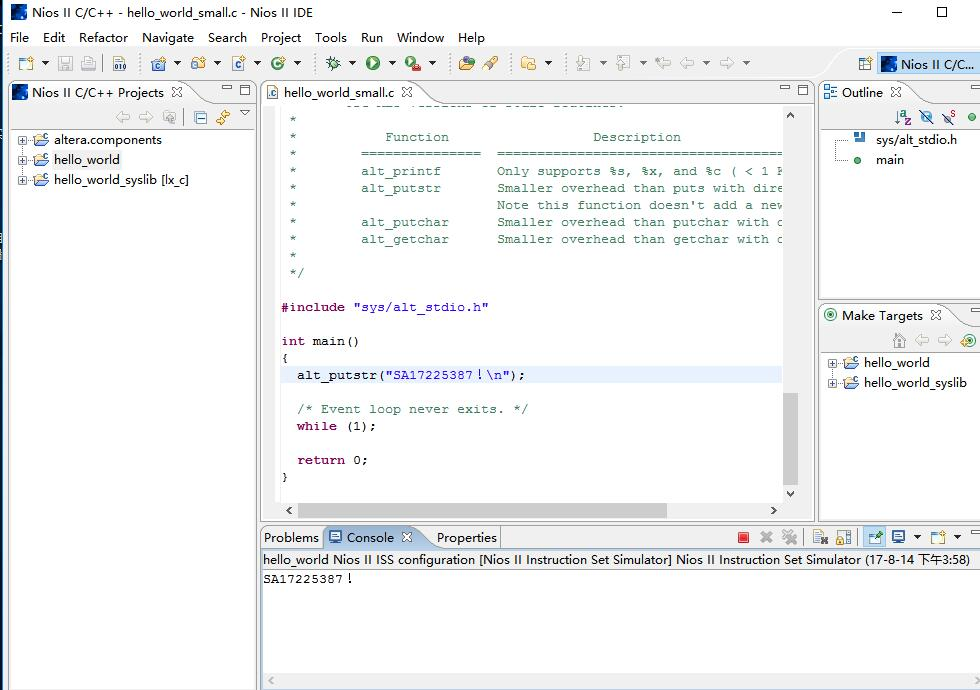 Nios II C/C++ - hello_world_small.c - Nios II IDE
File Edit Refactor Navigate Search Project Tools Run Window Help
Nios II C/C...
Nios II C/C++ Projects
altera.components
hello_world
hello_world_syslib [lx_c]
hello_world_small.c
*
* Function Description
* =============== ====================================
* alt_printf Only supports %s, %x, and %c ( < 1 K
* alt_putstr Smaller overhead than puts with dire
* Note this function doesn't add a new
* alt_putchar Smaller overhead than putchar with d
* alt_getchar Smaller overhead than getchar with d
*
*/
#include "sys/alt_stdio.h"
int main()
{
alt_putstr("SA17225387！\n");
/* Event loop never exits. */
while (1);
return 0;
}
Outline
sys/alt_stdio.h
main
Make Targets
hello_world
hello_world_syslib
Problems Console Properties
hello_world Nios II ISS configuration [Nios II Instruction Set Simulator] Nios II Instruction Set Simulator (17-8-14 下午3:58)
SA17225387！